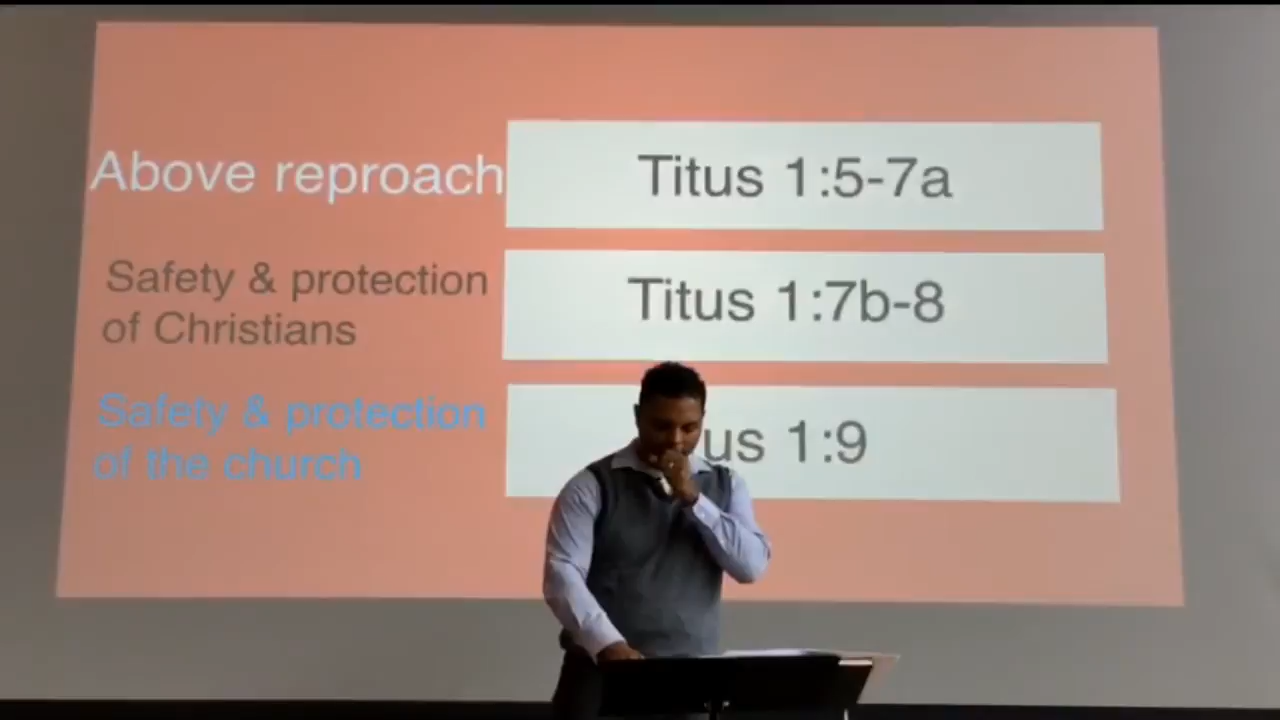 Above reproach
Titus 1:5-7a
Safety & protection
of Christians
Titus 1:7b-8
Safety & protection
of the church
us 1:9